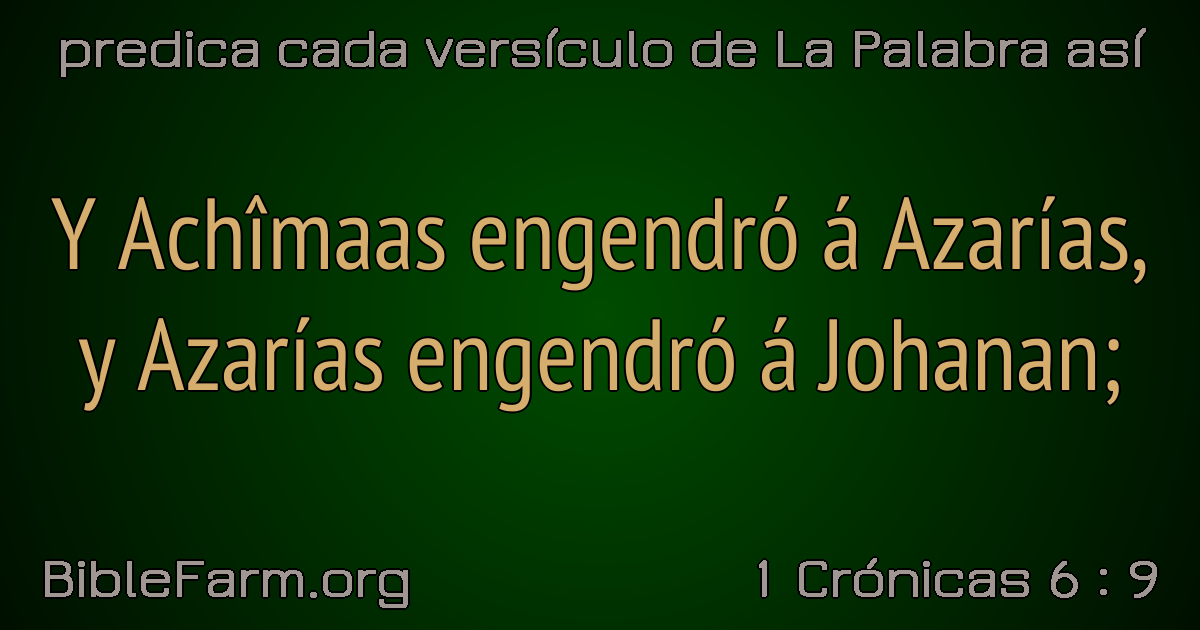 predica cada versículo de La Palabra así
Y Achîmaas engendró á Azarías,
y Azarías engendró á Johanan;
BibleFarm.org
1 Crónicas 6 : 9